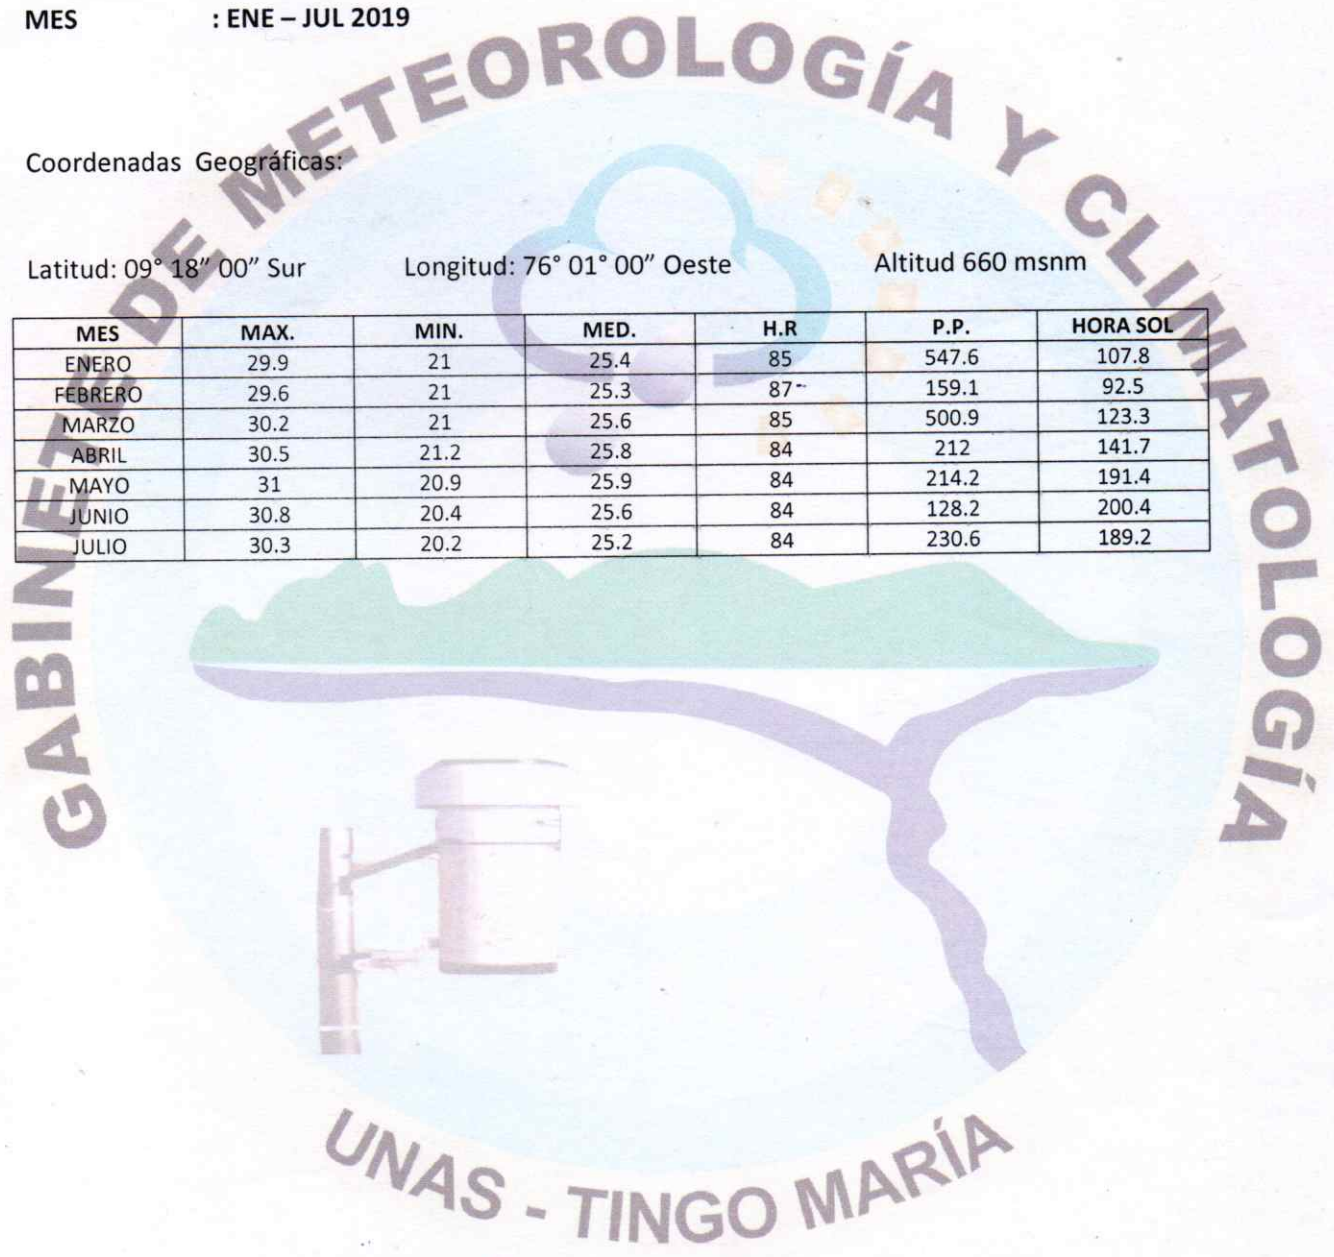 MES : ENE – JUL 2019
Coordenadas Geográficas:
Latitud: 09° 18” 00” Sur Longitud: 76° 01° 00” Oeste Altitud 660 msnm
MES MAX. MIN. MED. H.R P.P. HORA SOL
ENERO 29.9 21 25.4 85 547.6 107.8
FEBRERO 29.6 21 25.3 87 159.1 92.5
MARZO 30.2 21 25.6 85 500.9 123.3
ABRIL 30.5 21.2 25.8 84 212 141.7
MAYO 31 20.9 25.9 84 214.2 191.4
JUNIO 30.8 20.4 25.6 84 128.2 200.4
JULIO 30.3 20.2 25.2 84 230.6 189.2
GABINETE DE METEOROLOGÍA Y CLIMATOLOGÍA
UNAS - TINGO MARÍA